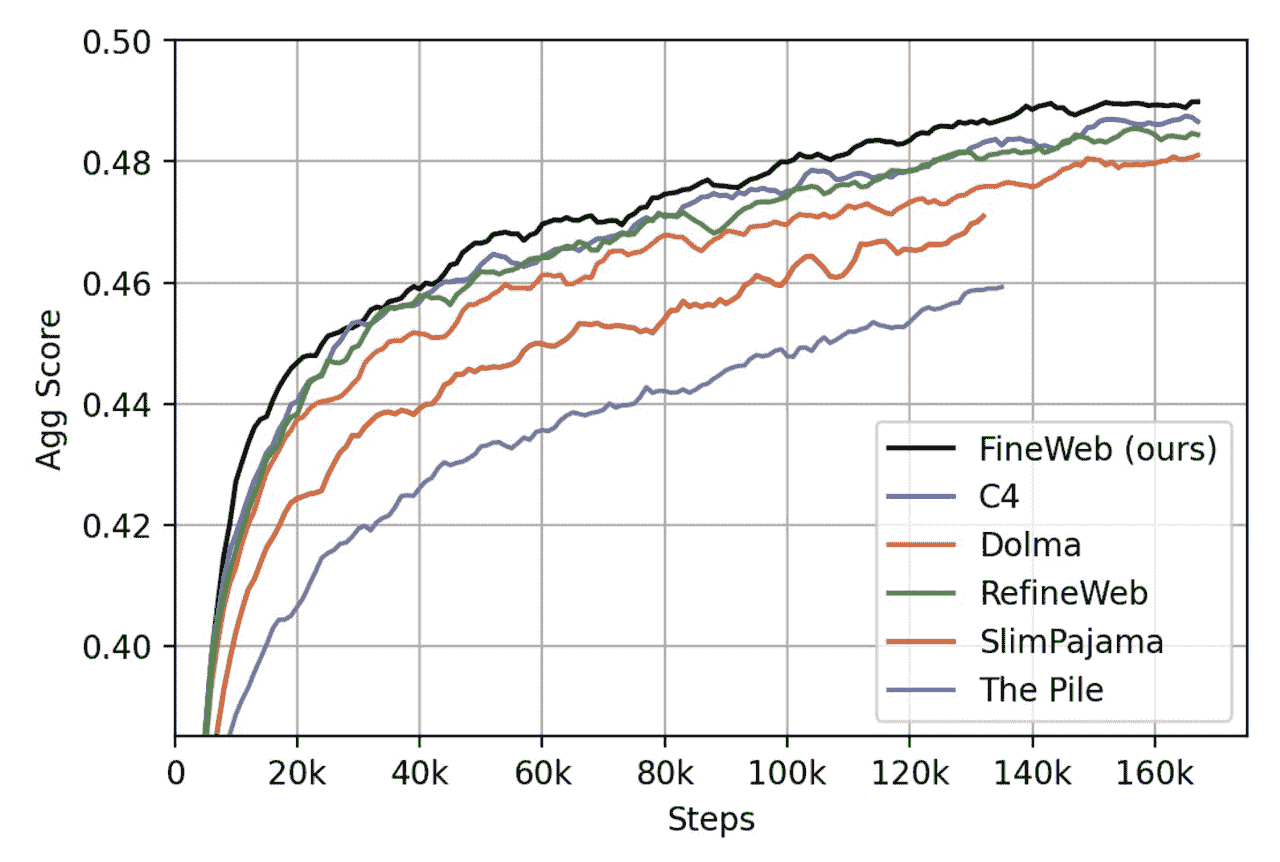 0.50
0.48
0.46
0.44
0.42
0.40
Agg Score
FineWeb (ours)
C4
Dolma
RefineWeb
SlimPajama
The Pile
0 20k 40k 60k 80k 100k 120k 140k 160k
Steps